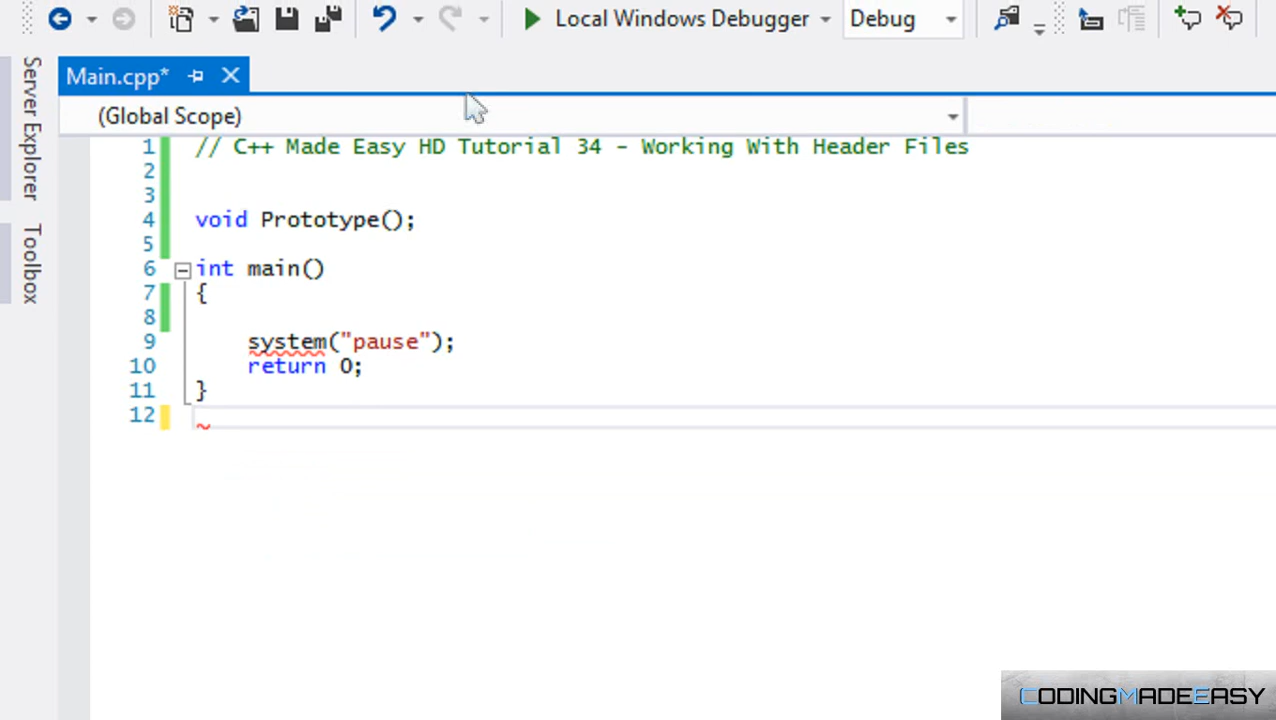 Local Windows Debugger Debug
Server Explorer
Toolbox
Main.cpp*
(Global Scope)
1 // C++ Made Easy HD Tutorial 34 - Working With Header Files
2
3
4 void Prototype();
5
6 int main()
7 {
8
9 system("pause");
10 return 0;
11 }
12
CODINGMADEEASY